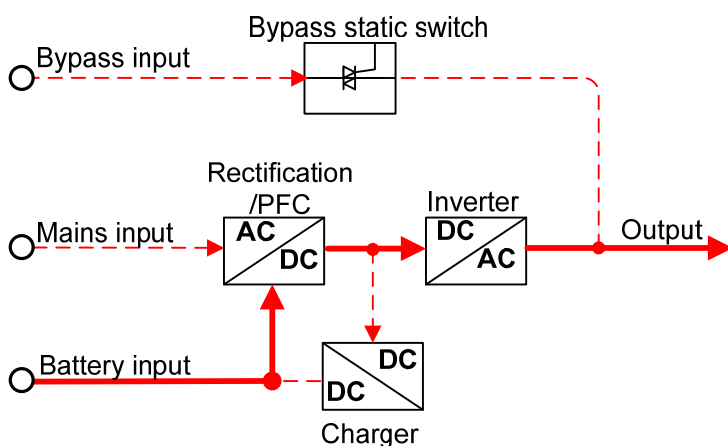 Bypass static switch
Bypass input
Rectification
/PFC
Inverter
Mains input
AC
DC
DC
AC
Output
Battery input
DC
DC
Charger